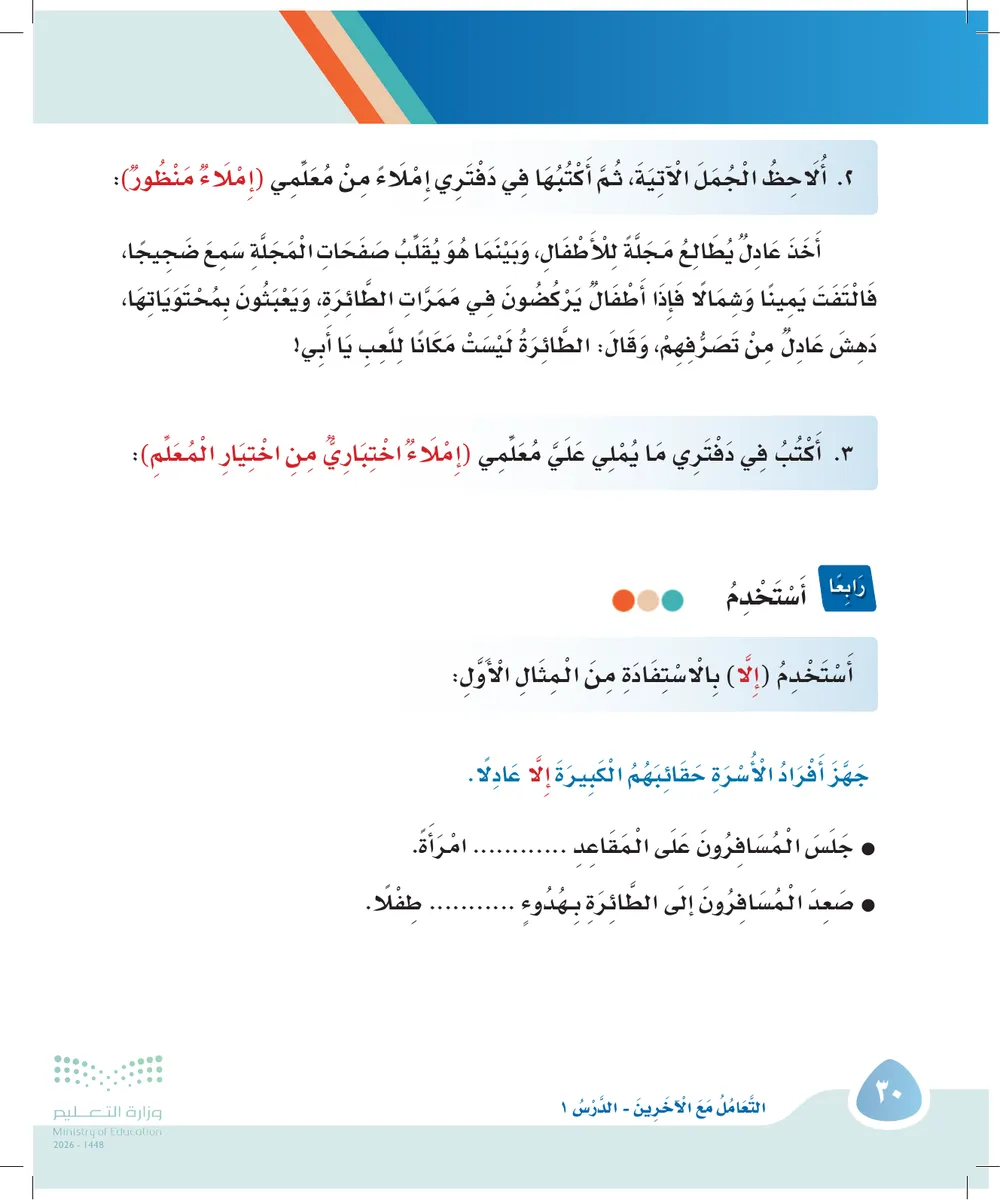 ٢. أُلَاحِظُ الْجُمَلَ الْآتِيَةَ، ثُمَّ أَكْتُبُهَا فِي دَفْتَرِي إِمْلَاءً مِنْ مُعَلِّمِي (إِمْلَاءٌ مَنْظُورٌ):
أَخَذَ عَادِلٌ يُطَالِعُ مَجَلَّةً لِلْأَطْفَالِ، وَبَيْنَمَا هُوَ يُقَلِّبُ صَفَحَاتِ الْمَجَلَّةِ سَمِعَ ضَجِيجًا،
فَالْتَفَتَ يَمِينًا وَشِمَالًا فَإِذَا أَطْفَالٌ يَرْكُضُونَ فِي مَمَرَّاتِ الطَّائِرَةِ، وَيَعْبَثُونَ بِمُحْتَوَيَاتِهَا،
دَهِشَ عَادِلٌ مِنْ تَصَرُّفِهِمْ، وَقَالَ: الطَّائِرَةُ لَيْسَتْ مَكَانًا لِلَّعِبِ يَا أَبِي!
٣. أَكْتُبُ فِي دَفْتَرِي مَا يُمْلِي عَلَيَّ مُعَلِّمِي (إِمْلَاءٌ اخْتِبَارِيٌّ مِنِ اخْتِيَارِ الْمُعَلِّمِ):
رَابِعًا أَسْتَخْدِمُ
أَسْتَخْدِمُ (إِلَّا) بِالْاسْتِفَادَةِ مِنَ الْمِثَالِ الْأَوَّلِ:
جَهَّزَ أَفْرَادُ الْأُسْرَةِ حَقَائِبَهُمُ الْكَبِيرَةَ إِلَّا عَادِلًا.
● جَلَسَ الْمُسَافِرُونَ عَلَى الْمَقَاعِدِ ............ امْرَأَةً.
● صَعِدَ الْمُسَافِرُونَ إلَى الطَّائِرَةِ بِهُدُوءٍ ........... طِفْلًا.
٣٠
التَّعَامُلُ مَعَ الْآخَرِينَ - الدَّرْسُ ١
وزارة التعـــليم
Ministry of Education
2026 - 1448